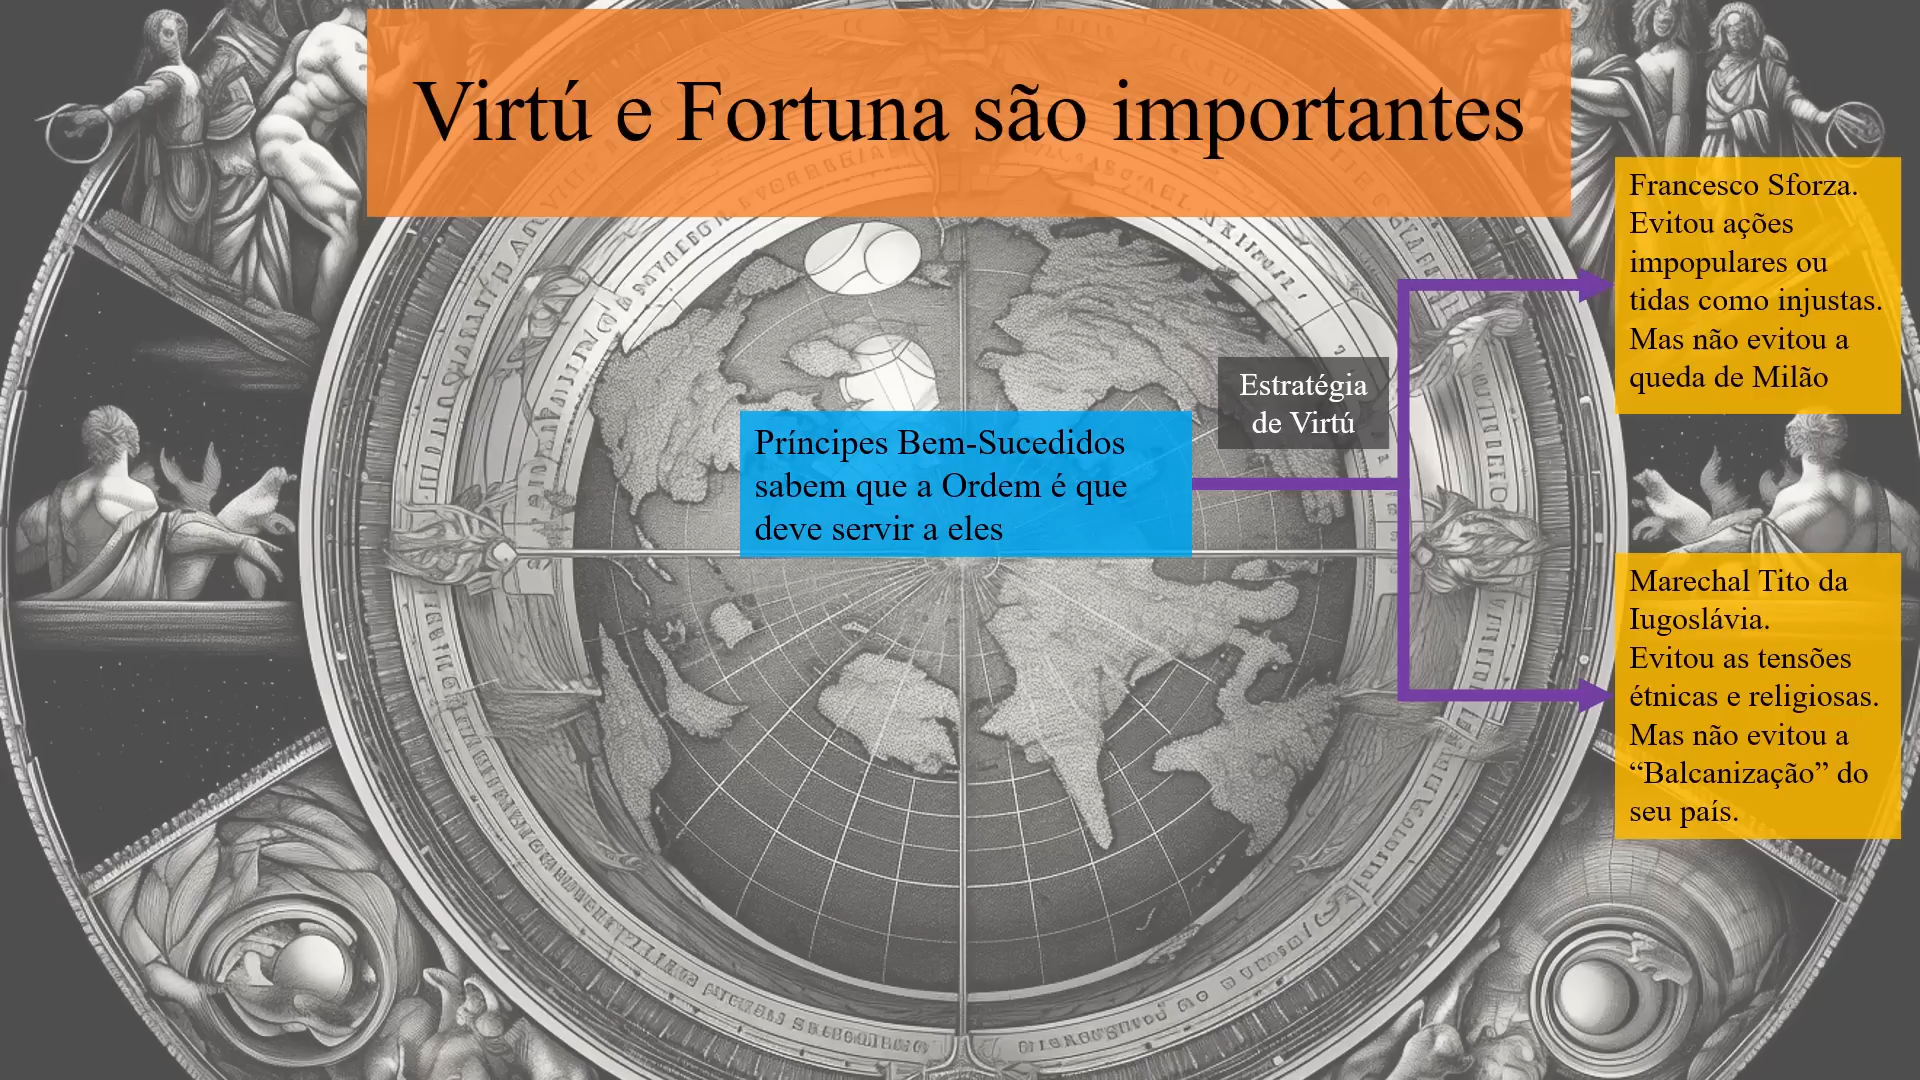 Virtú e Fortuna são importantes
Francesco Sforza.
Evitou ações
impopulares ou
tidas como injustas.
Mas não evitou a
queda de Milão
Estratégia
de Virtú
Príncipes Bem-Sucedidos
sabem que a Ordem é que
deve servir a eles
Marechal Tito da
Iugoslávia.
Evitou as tensões
étnicas e religiosas.
Mas não evitou a
“Balcanização” do
seu país.